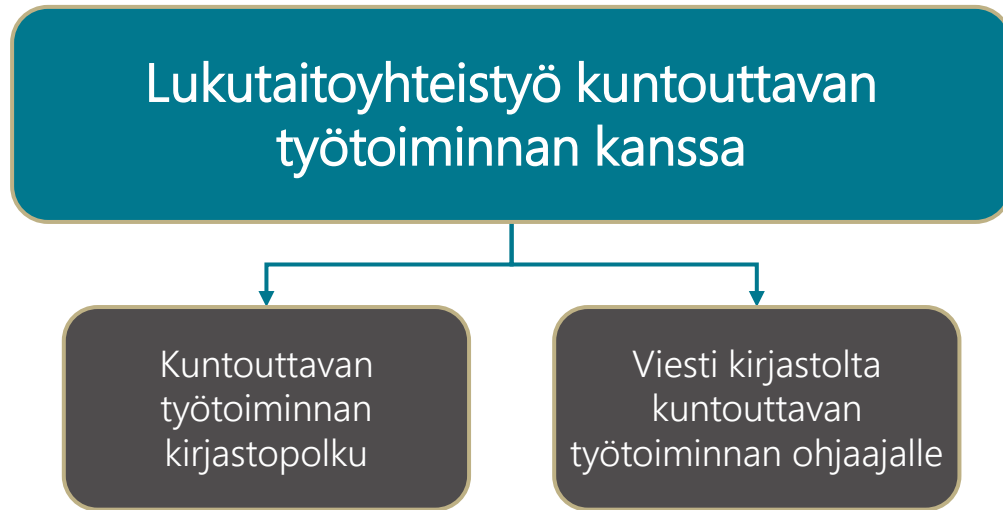 Lukutaitoyhteistyö kuntouttavan
työtoiminnan kanssa
Kuntouttavan
työtoiminnan
kirjastopolku
Viesti kirjastolta
kuntouttavan
työtoiminnan ohjaajalle